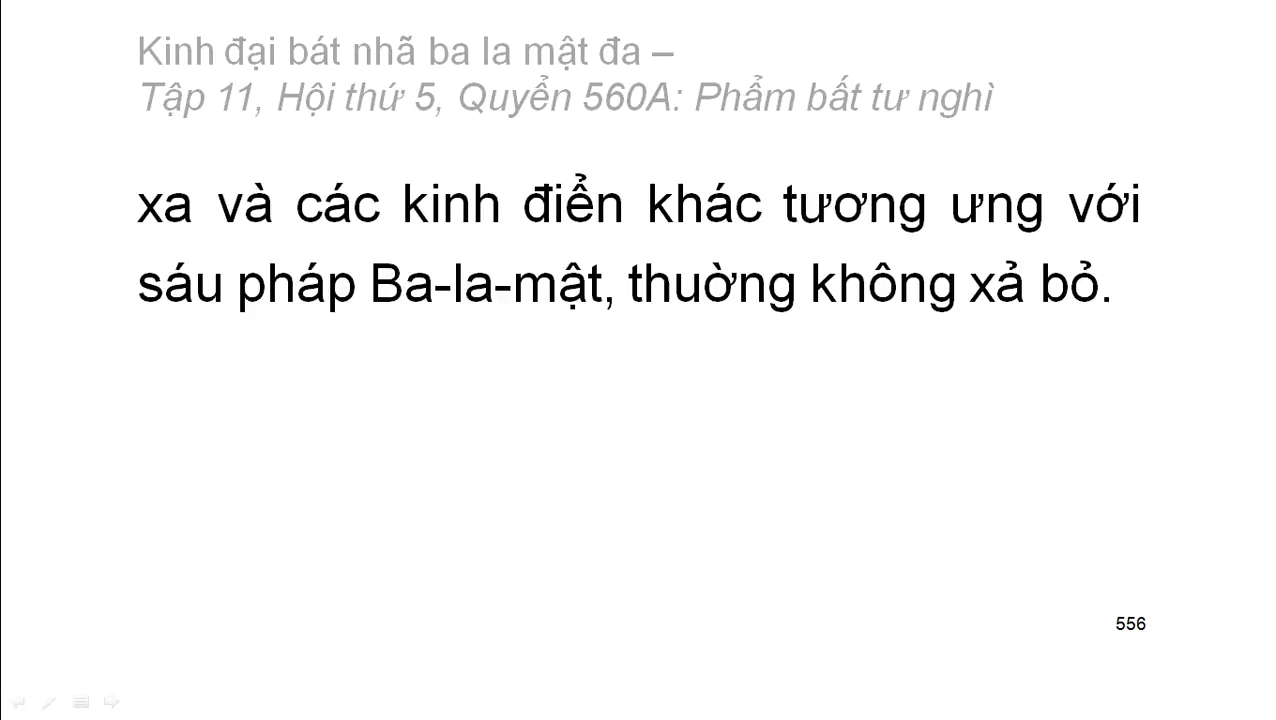 Kinh đại bát nhã ba la mật đa –
Tập 11, Hội thứ 5, Quyển 560A: Phẩm bất tư nghì
xa và các kinh điển khác tương ưng với
sáu pháp Ba-la-mật, thuờng không xả bỏ.
556